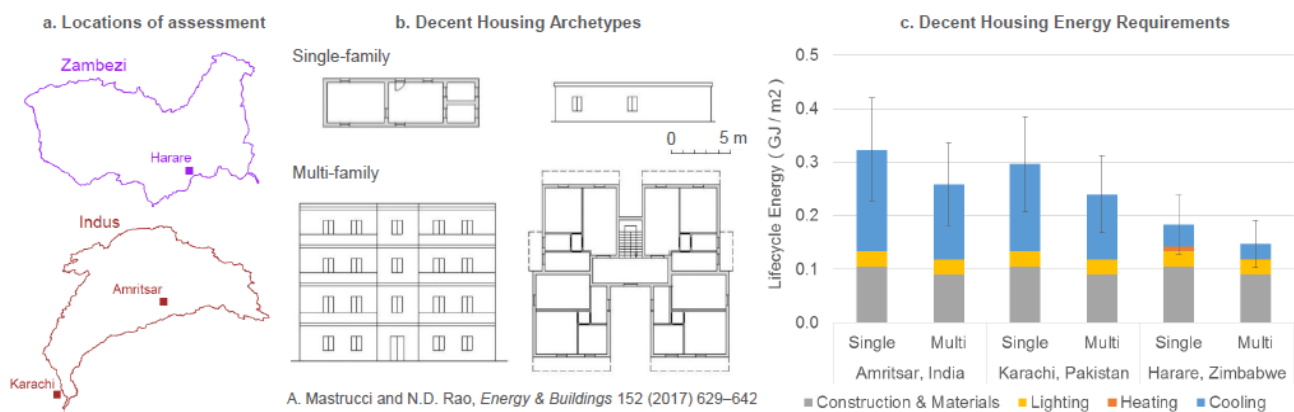 a. Locations of assessment
Zambezi
Harare
Indus
Amritsar
Karachi
b. Decent Housing Archetypes
Single-family
0 5 m
Multi-family
A. Mastrucci and N.D. Rao, Energy & Buildings 152 (2017) 629–642
c. Decent Housing Energy Requirements
Lifecycle Energy ( GJ / m2 )
0.5
0.4
0.3
0.2
0.1
0.0
Single Multi Single Multi Single Multi
Amritsar, India Karachi, Pakistan Harare, Zimbabwe
Construction & Materials Lighting Heating Cooling